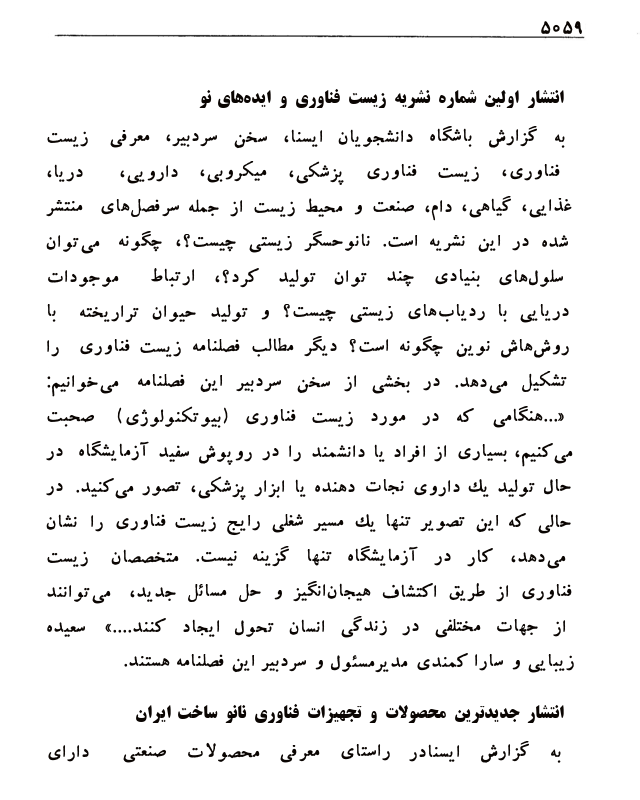 ۵۰۵۹
انتشار اولین شماره نشریه زیست فناوری و ایده‌های نو
به گزارش باشگاه دانشجویان ایسنا، سخن سردبیر، معرفی زیست
فناوری، زیست فناوری پزشکی، میکروبی، دارویی، دریا،
غذایی، گیاهی، دام، صنعت و محیط زیست از جمله سرفصل‌های منتشر
شده در این نشریه است. نانوحسگر زیستی چیست؟، چگونه می‌توان
سلول‌های بنیادی چند توان تولید کرد؟، ارتباط موجودات
دریایی با ردیاب‌های زیستی چیست؟ و تولید حیوان تراریخته با
روش‌هاش نوین چگونه است؟ دیگر مطالب فصلنامه زیست فناوری را
تشکیل می‌دهد. در بخشی از سخن سردبیر این فصلنامه می‌خوانیم:
«...هنگامی که در مورد زیست فناوری (بیوتکنولوژی) صحبت
می‌کنیم، بسیاری از افراد یا دانشمند را در روپوش سفید آزمایشگاه در
حال تولید یك داروی نجات دهنده یا ابزار پزشکی، تصور می‌کنید. در
حالی که این تصویر تنها یك مسیر شغلی رایج زیست فناوری را نشان
می‌دهد، کار در آزمایشگاه تنها گزینه نیست. متخصصان زیست
فناوری از طریق اکتشاف هیجان‌انگیز و حل مسائل جدید، می‌توانند
از جهات مختلفی در زندگی انسان تحول ایجاد کنند....» سعیده
زیبایی و سارا کمندی مدیرمسئول و سردبیر این فصلنامه هستند.
انتشار جدیدترین محصولات و تجهیزات فناوری نانو ساخت ایران
به گزارش ایسنادر راستای معرفی محصولات صنعتی دارای